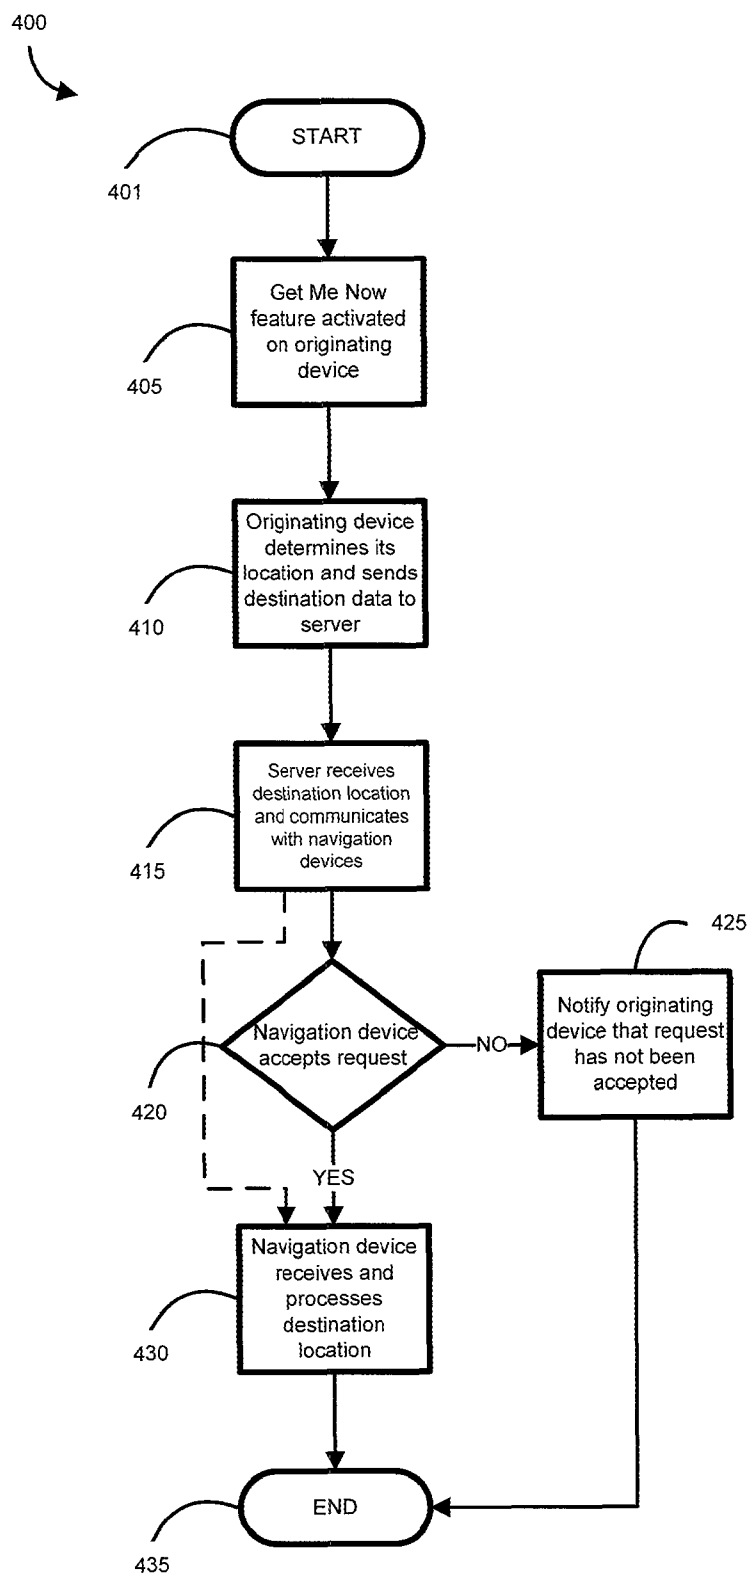 400
START
401
Get Me Now
feature activated
on originating
device
405
Originating device
determines its
location and sends
destination data to
server
410
Server receives
destination location
and communicates
with navigation
devices
415
425
Notify originating
device that request
has not been
accepted
Navigation device
accepts request
NO
420
YES
Navigation device
receives and
processes
destination
location
430
END
435